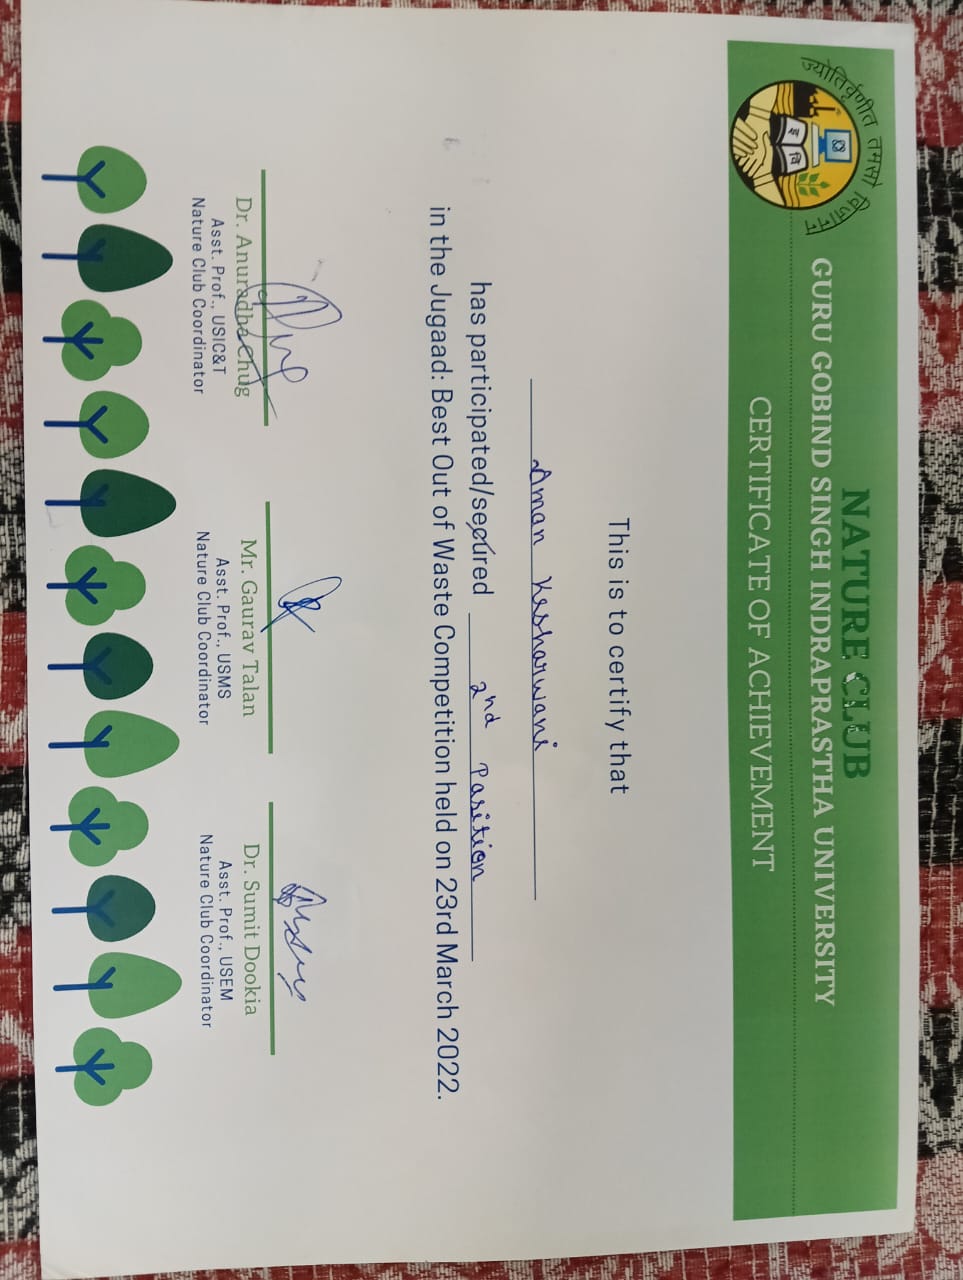 ज्योतिर्वृणीत तमसो विजानन
NATURE CLUB
GURU GOBIND SINGH INDRAPRASTHA UNIVERSITY
CERTIFICATE OF ACHIEVEMENT
This is to certify that
Aman Kesharwani
has participated/secured 2nd Pasition
in the Jugaad: Best Out of Waste Competition held on 23rd March 2022.
Dr. Anuradha Chug
Asst. Prof., USIC&T
Nature Club Coordinator
Mr. Gaurav Talan
Asst. Prof., USMS
Nature Club Coordinator
Dr. Sumit Dookia
Asst. Prof., USEM
Nature Club Coordinator